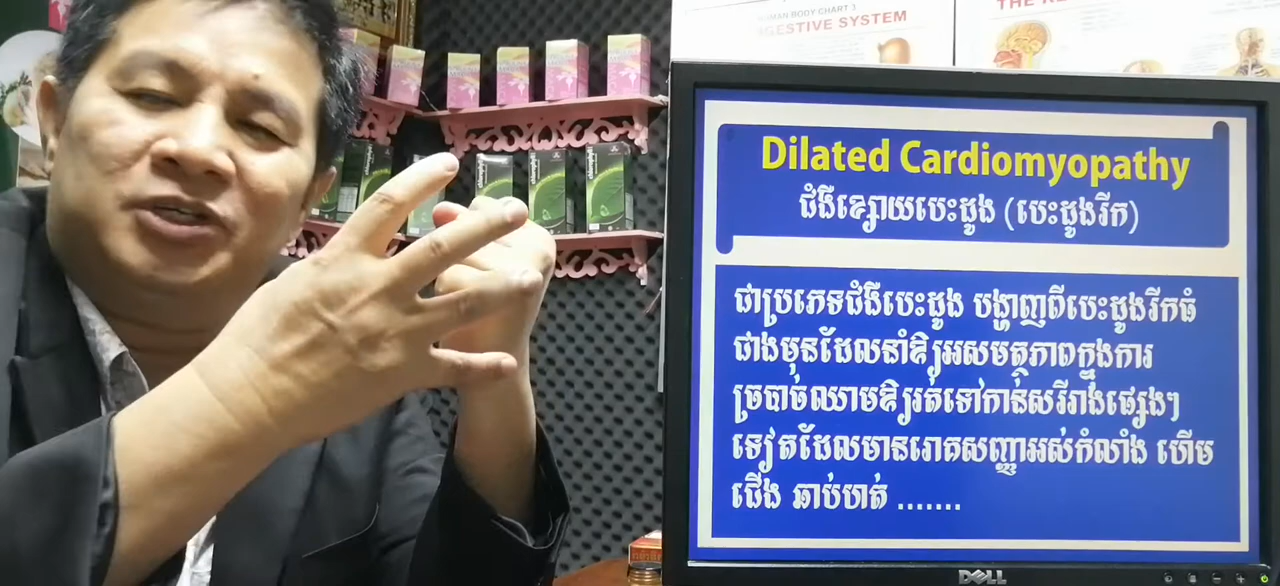 HUMAN BODY CHART 3
DIGESTIVE SYSTEM
Dilated Cardiomyopathy
ជំងឺខ្សោយបេះដូង (បេះដូងរីក)
ជាប្រភេទជំងឺបេះដូង បង្ហាញពីបេះដូងរីកធំ
ជាងមុនដែលនាំឱ្យអសមត្ថភាពក្នុងការ
ច្របាច់ឈាមឱ្យរត់ទៅកាន់សរីរាង្គផ្សេងៗ
ទៀតដែលមានរោគសញ្ញាអស់កំលាំង ហើម
ជើង ឆាប់ហត់ .......
DELL
chlorophyll